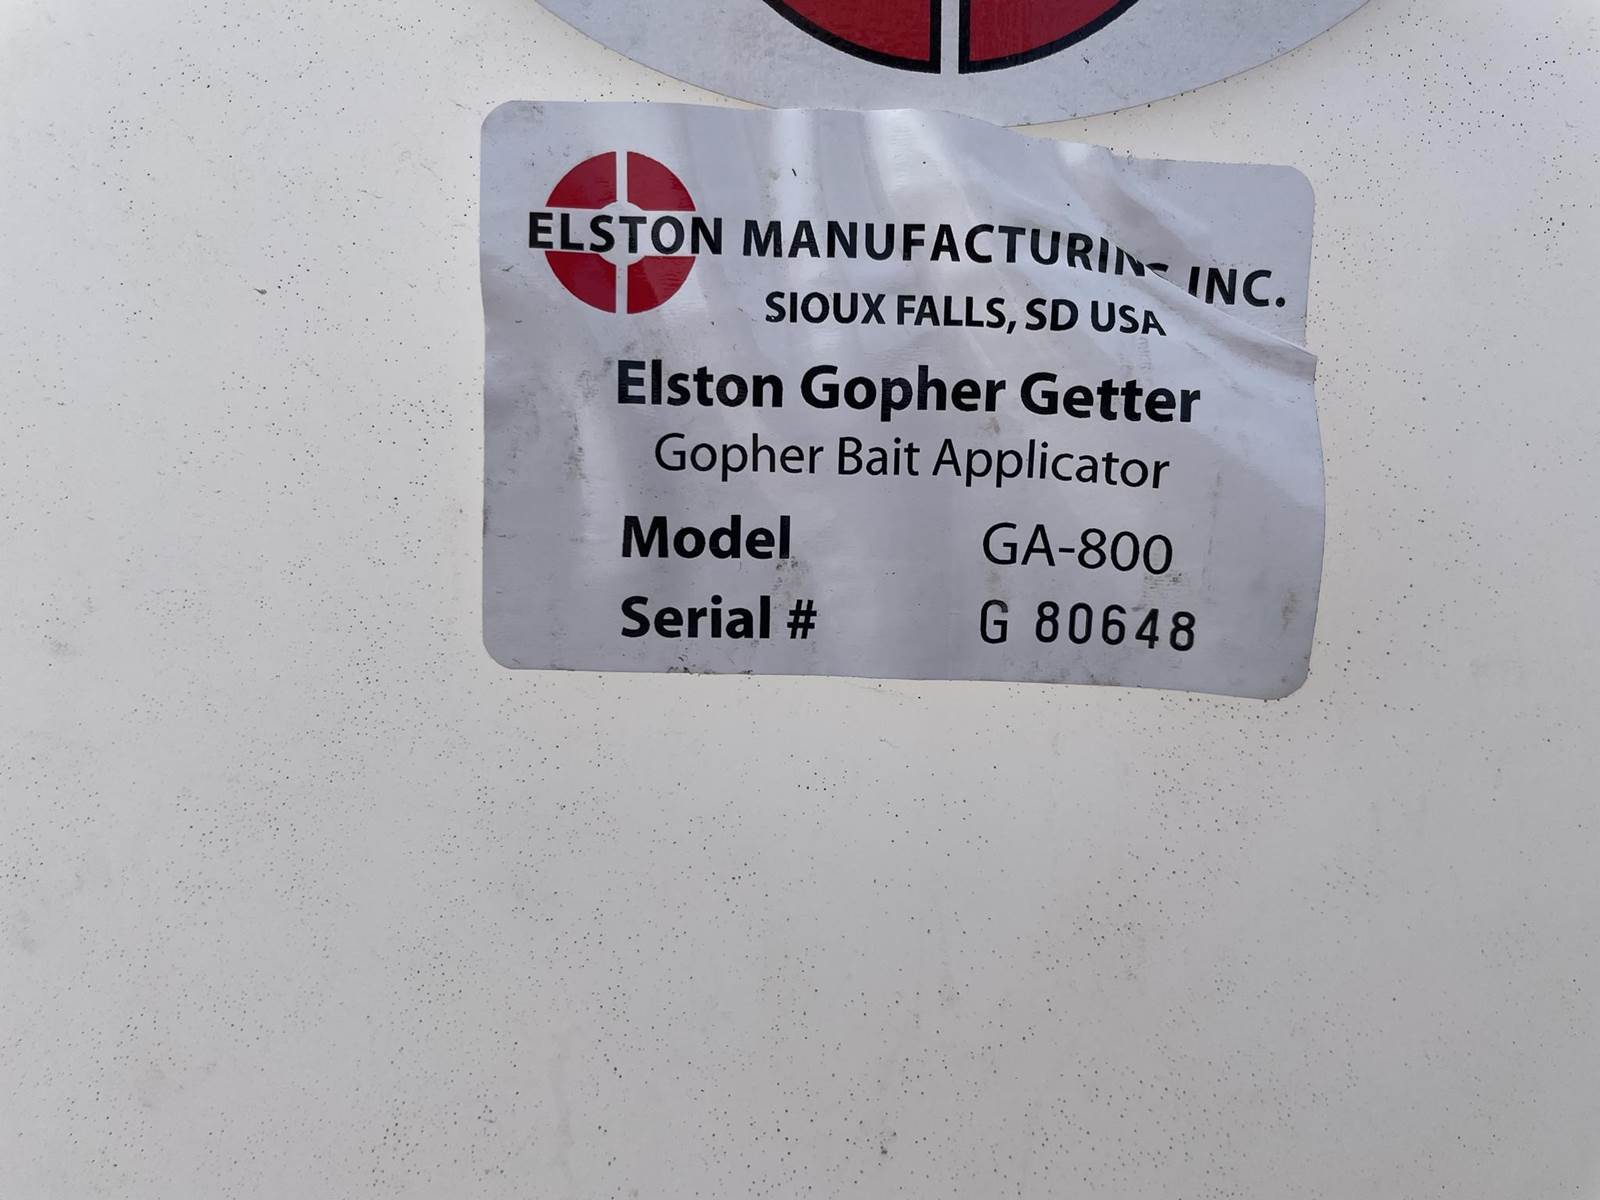 ELSTON MANUFACTURING INC.
SIOUX FALLS, SD USA
Elston Gopher Getter
Gopher Bait Applicator
Model GA-800
Serial # G 80648